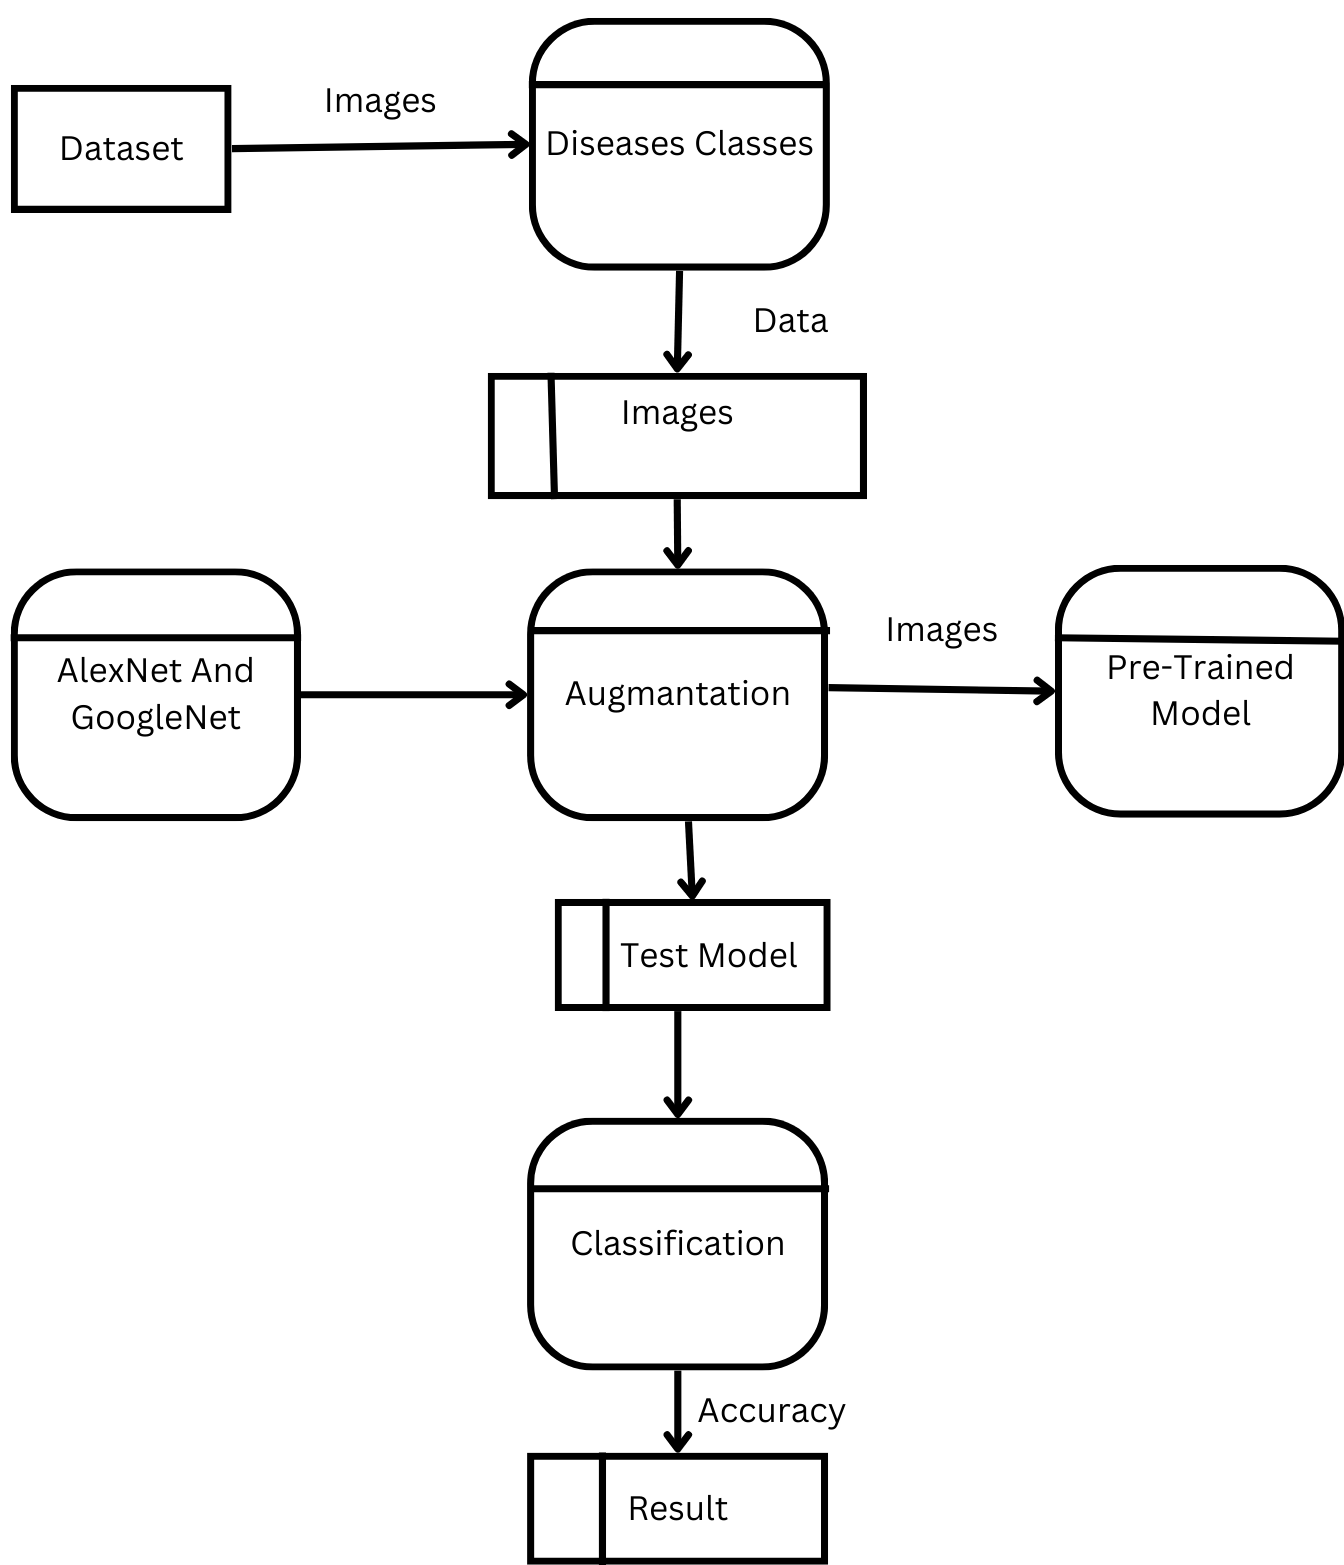 Images
Dataset
Diseases Classes
Data
Images
AlexNet And
GoogleNet
Augmantation
Images
Pre-Trained
Model
Test Model
Classification
Accuracy
Result